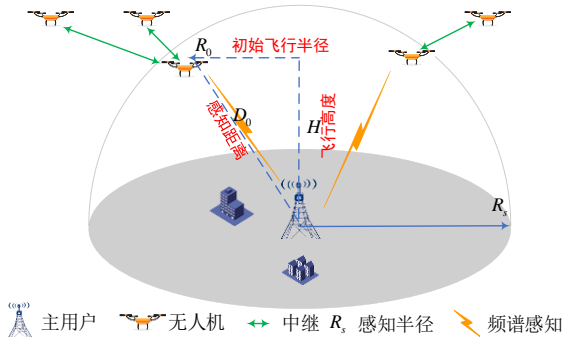 R₀ 初始飞行半径
感知距离
D₀
H
飞行高度
Rₛ
主用户 无人机 中继 Rₛ 感知半径 频谱感知